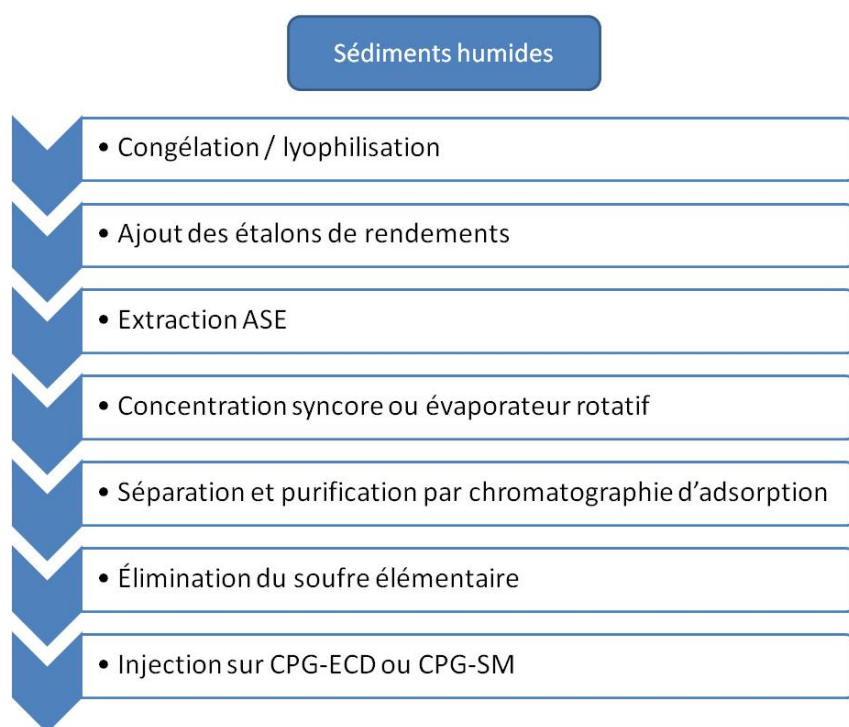 Sédiments humides
• Congélation / lyophilisation
• Ajout des étalons de rendements
• Extraction ASE
• Concentration syncore ou évaporateur rotatif
• Séparation et purification par chromatographie d’adsorption
• Élimination du soufre élémentaire
• Injection sur CPG-ECD ou CPG-SM